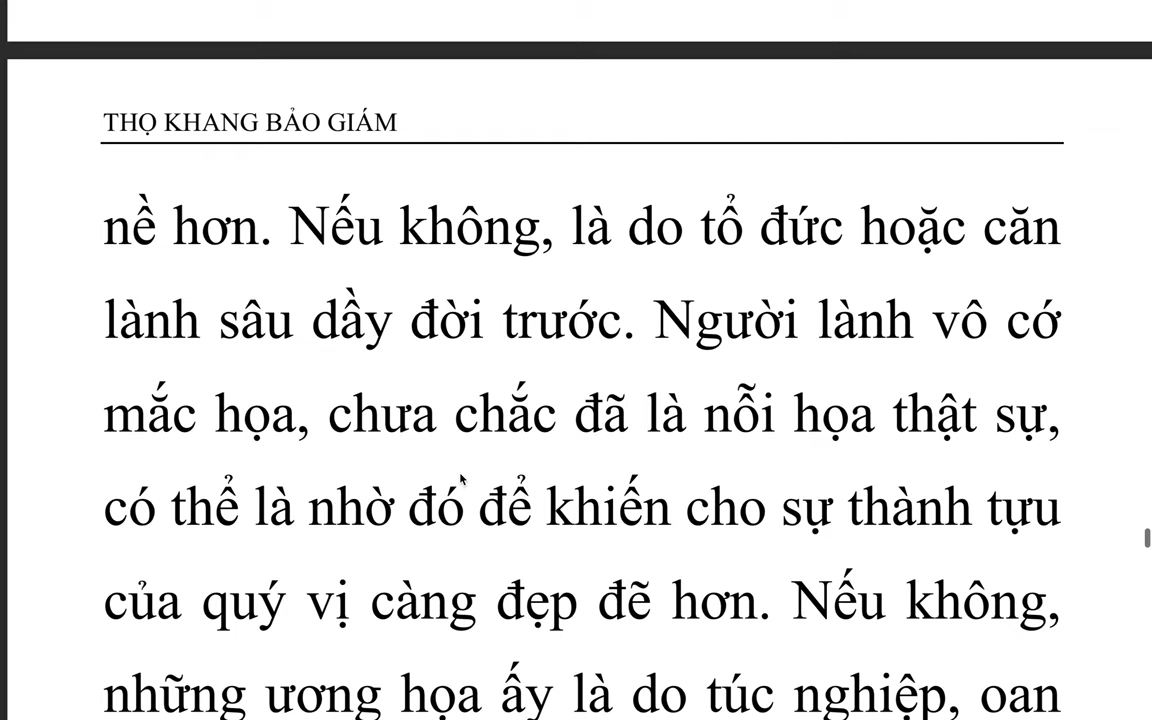 THỌ KHANG BẢO GIÁM
nề hơn. Nếu không, là do tổ đức hoặc căn
lành sâu dầy đời trước. Người lành vô cớ
mắc họa, chưa chắc đã là nỗi họa thật sự,
có thể là nhờ đó để khiến cho sự thành tựu
của quý vị càng đẹp đẽ hơn. Nếu không,
những ương họa ấy là do túc nghiệp, oan